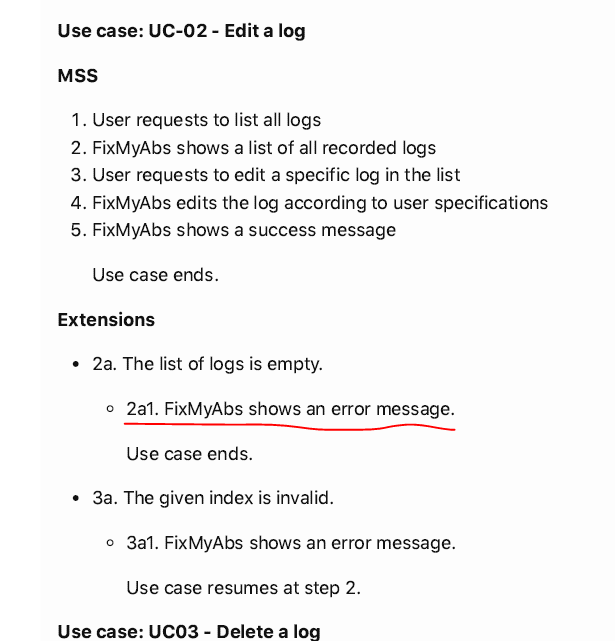 Use case: UC-02 - Edit a log
MSS
1. User requests to list all logs
2. FixMyAbs shows a list of all recorded logs
3. User requests to edit a specific log in the list
4. FixMyAbs edits the log according to user specifications
5. FixMyAbs shows a success message
Use case ends.
Extensions
• 2a. The list of logs is empty.
◦ 2a1. FixMyAbs shows an error message.
Use case ends.
• 3a. The given index is invalid.
◦ 3a1. FixMyAbs shows an error message.
Use case resumes at step 2.
Use case: UC03 - Delete a log